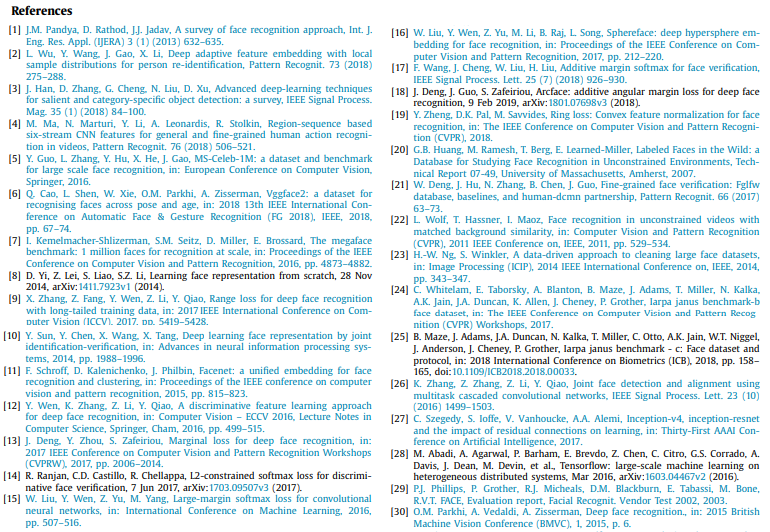 References
[1] J.M. Pandya, D. Rathod, J.J. Jadav, A survey of face recognition approach, Int. J.
Eng. Res. Appl. (IJERA) 3 (1) (2013) 632–635.
[2] L. Wu, Y. Wang, J. Gao, X. Li, Deep adaptive feature embedding with local
sample distributions for person re-identification, Pattern Recognit. 73 (2018)
275–288.
[3] J. Han, D. Zhang, G. Cheng, N. Liu, D. Xu, Advanced deep-learning techniques
for salient and category-specific object detection: a survey, IEEE Signal Process.
Mag. 35 (1) (2018) 84–100.
[4] M. Ma, N. Marturi, Y. Li, A. Leonardis, R. Stolkin, Region-sequence based
six-stream CNN features for general and fine-grained human action recogni-
tion in videos, Pattern Recognit. 76 (2018) 506–521.
[5] Y. Guo, L. Zhang, Y. Hu, X. He, J. Gao, MS-Celeb-1M: a dataset and benchmark
for large scale face recognition, in: European Conference on Computer Vision,
Springer, 2016.
[6] Q. Cao, L. Shen, W. Xie, O.M. Parkhi, A. Zisserman, Vggface2: a dataset for
recognising faces across pose and age, in: 2018 13th IEEE International Con-
ference on Automatic Face & Gesture Recognition (FG 2018), IEEE, 2018,
pp. 67–74.
[7] I. Kemelmacher-Shlizerman, S.M. Seitz, D. Miller, E. Brossard, The megaface
benchmark: 1 million faces for recognition at scale, in: Proceedings of the IEEE
Conference on Computer Vision and Pattern Recognition, 2016, pp. 4873–4882.
[8] D. Yi, Z. Lei, S. Liao, S.Z. Li, Learning face representation from scratch, 28 Nov
2014, arXiv:1411.7923v1 (2014).
[9] X. Zhang, Z. Fang, Y. Wen, Z. Li, Y. Qiao, Range loss for deep face recognition
with long-tailed training data, in: 2017 IEEE International Conference on Com-
puter Vision (ICCV), 2017, pp. 5419–5428.
[10] Y. Sun, Y. Chen, X. Wang, X. Tang, Deep learning face representation by joint
identification-verification, in: Advances in neural information processing sys-
tems, 2014, pp. 1988–1996.
[11] F. Schroff, D. Kalenichenko, J. Philbin, Facenet: a unified embedding for face
recognition and clustering, in: Proceedings of the IEEE conference on computer
vision and pattern recognition, 2015, pp. 815–823.
[12] Y. Wen, K. Zhang, Z. Li, Y. Qiao, A discriminative feature learning approach
for deep face recognition, in: Computer Vision – ECCV 2016, Lecture Notes in
Computer Science, Springer, Cham, 2016, pp. 499–515.
[13] J. Deng, Y. Zhou, S. Zafeiriou, Marginal loss for deep face recognition, in:
2017 IEEE Conference on Computer Vision and Pattern Recognition Workshops
(CVPRW), 2017, pp. 2006–2014.
[14] R. Ranjan, C.D. Castillo, R. Chellappa, L2-constrained softmax loss for discrimi-
native face verification, 7 Jun 2017, arXiv:1703.09507v3 (2017).
[15] W. Liu, Y. Wen, Z. Yu, M. Yang, Large-margin softmax loss for convolutional
neural networks, in: International Conference on Machine Learning, 2016,
pp. 507–516.
[16] W. Liu, Y. Wen, Z. Yu, M. Li, B. Raj, L. Song, Sphereface: deep hypersphere em-
bedding for face recognition, in: Proceedings of the IEEE Conference on Com-
puter Vision and Pattern Recognition, 2017, pp. 212–220.
[17] F. Wang, J. Cheng, W. Liu, H. Liu, Additive margin softmax for face verification,
IEEE Signal Process. Lett. 25 (7) (2018) 926–930.
[18] J. Deng, J. Guo, S. Zafeiriou, Arcface: additive angular margin loss for deep face
recognition, 9 Feb 2019, arXiv:1801.07698v3 (2018).
[19] Y. Zheng, D.K. Pal, M. Savvides, Ring loss: Convex feature normalization for face
recognition, in: The IEEE Conference on Computer Vision and Pattern Recogni-
tion (CVPR), 2018.
[20] G.B. Huang, M. Ramesh, T. Berg, E. Learned-Miller, Labeled Faces in the Wild: a
Database for Studying Face Recognition in Unconstrained Environments, Tech-
nical Report 07-49, University of Massachusetts, Amherst, 2007.
[21] W. Deng, J. Hu, N. Zhang, B. Chen, J. Guo, Fine-grained face verification: Fglfw
database, baselines, and human-dcmn partnership, Pattern Recognit. 66 (2017)
63–73.
[22] L. Wolf, T. Hassner, I. Maoz, Face recognition in unconstrained videos with
matched background similarity, in: Computer Vision and Pattern Recognition
(CVPR), 2011 IEEE Conference on, IEEE, 2011, pp. 529–534.
[23] H.-W. Ng, S. Winkler, A data-driven approach to cleaning large face datasets,
in: Image Processing (ICIP), 2014 IEEE International Conference on, IEEE, 2014,
pp. 343–347.
[24] C. Whitelam, E. Taborsky, A. Blanton, B. Maze, J. Adams, T. Miller, N. Kalka,
A.K. Jain, J.A. Duncan, K. Allen, J. Cheney, P. Grother, Iarpa janus benchmark-b
face dataset, in: The IEEE Conference on Computer Vision and Pattern Recog
nition (CVPR) Workshops, 2017.
[25] B. Maze, J. Adams, J.A. Duncan, N. Kalka, T. Miller, C. Otto, A.K. Jain, W.T. Niggel,
J. Anderson, J. Cheney, P. Grother, Iarpa janus benchmark - c: Face dataset and
protocol, in: 2018 International Conference on Biometrics (ICB), 2018, pp. 158–
165, doi:10.1109/ICB2018.2018.00033.
[26] K. Zhang, Z. Zhang, Z. Li, Y. Qiao, Joint face detection and alignment using
multitask cascaded convolutional networks, IEEE Signal Process. Lett. 23 (10)
(2016) 1499–1503.
[27] C. Szegedy, S. Ioffe, V. Vanhoucke, A.A. Alemi, Inception-v4, inception-resnet
and the impact of residual connections on learning, in: Thirty-First AAAI Con-
ference on Artificial Intelligence, 2017.
[28] M. Abadi, A. Agarwal, P. Barham, E. Brevdo, Z. Chen, C. Citro, G.S. Corrado, A.
Davis, J. Dean, M. Devin, et al., Tensorflow: large-scale machine learning on
heterogeneous distributed systems, Mar 2016, arXiv:1603.04467v2 (2016).
[29] P.J. Phillips, P. Grother, R.J. Micheals, D.M. Blackburn, E. Tabassi, M. Bone,
R.V.T. FACE, Evaluation report, Facial Recognit. Vendor Test 2002, 2003.
[30] O.M. Parkhi, A. Vedaldi, A. Zisserman, Deep face recognition., in: 2015 British
Machine Vision Conference (BMVC), 1, 2015, p. 6.